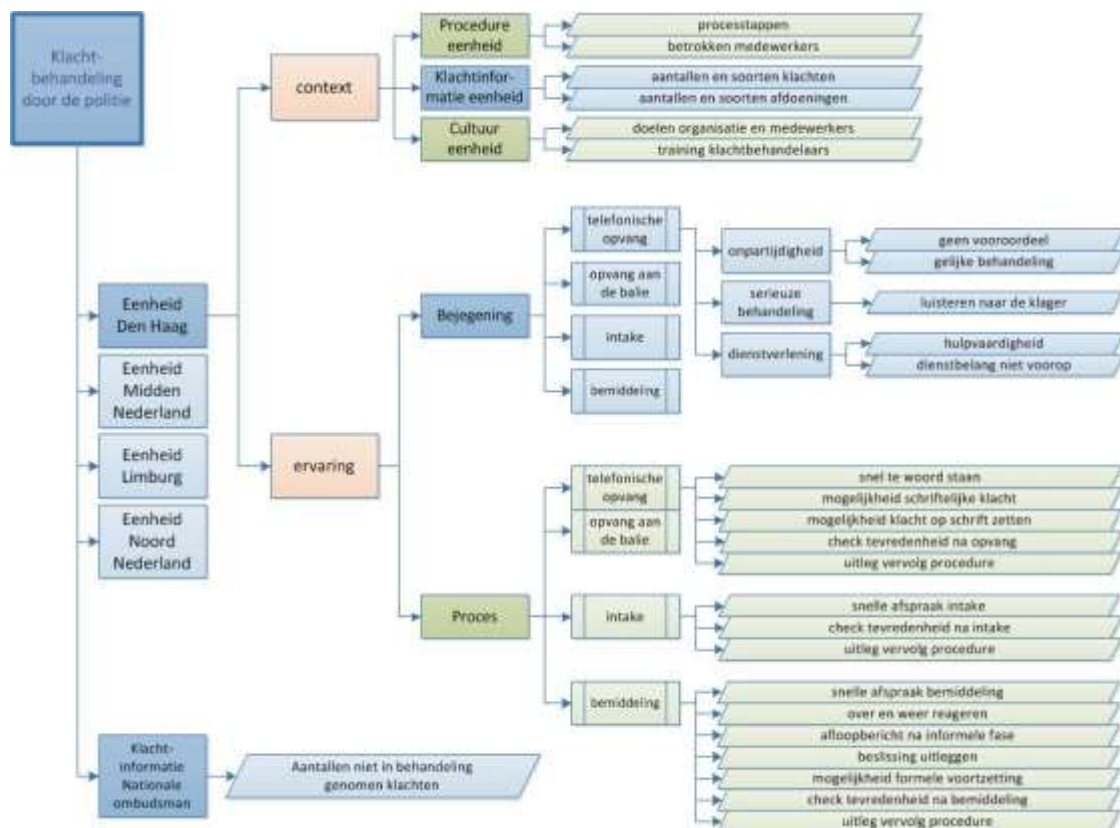 Klacht-
behandeling
door de politie
context
Procedure
eenheid
processtappen
betrokken medewerkers
Klachtinfor-
matie eenheid
aantallen en soorten klachten
aantallen en soorten afdoeningen
Cultuur
eenheid
doelen organisatie en medewerkers
training klachtbehandelaars
Eenheid
Den Haag
Eenheid
Midden
Nederland
Eenheid
Limburg
Eenheid
Noord
Nederland
ervaring
Bejegening
telefonische
opvang
opvang aan
de balie
intake
bemiddeling
onpartijdigheid
geen vooroordeel
gelijke behandeling
serieuze
behandeling
luisteren naar de klager
dienstverlening
hulpvaardigheid
dienstbelang niet voorop
Proces
telefonische
opvang
opvang aan
de balie
snel te woord staan
mogelijkheid schriftelijke klacht
mogelijkheid klacht op schrift zetten
check tevredenheid na opvang
uitleg vervolg procedure
intake
snelle afspraak intake
check tevredenheid na intake
uitleg vervolg procedure
bemiddeling
snelle afspraak bemiddeling
over en weer reageren
afloopbericht na informele fase
beslissing uitleggen
mogelijkheid formele voortzetting
check tevredenheid na bemiddeling
uitleg vervolg procedure
Klacht-
informatie
Nationale
ombudsman
Aantallen niet in behandeling
genomen klachten